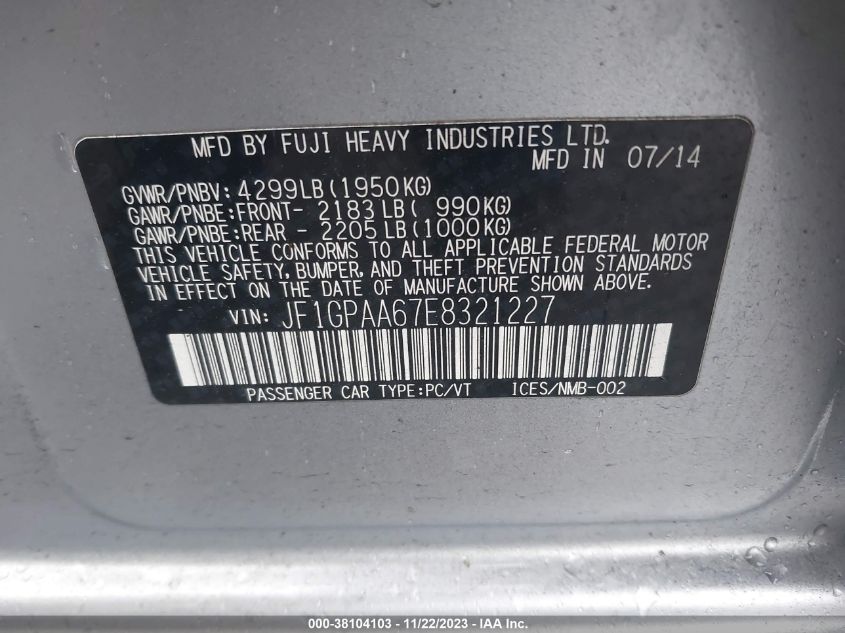 MFD BY FUJI HEAVY INDUSTRIES LTD.
MFD IN 07/14
GVWR/PNBV: 4299LB(1950KG)
GAWR/PNBE:FRONT- 2183LB( 990KG)
GAWR/PNBE:REAR - 2205LB(1000KG)
THIS VEHICLE CONFORMS TO ALL APPLICABLE FEDERAL MOTOR
VEHICLE SAFETY, BUMPER, AND THEFT PREVENTION STANDARDS
IN EFFECT ON THE DATE OF MANUFACTURE SHOWN ABOVE.
VIN: JF1GPAA67E8321227
PASSENGER CAR TYPE:PC/VT ICES/NMB-002
000-38104103 - 11/22/2023 - IAA Inc.